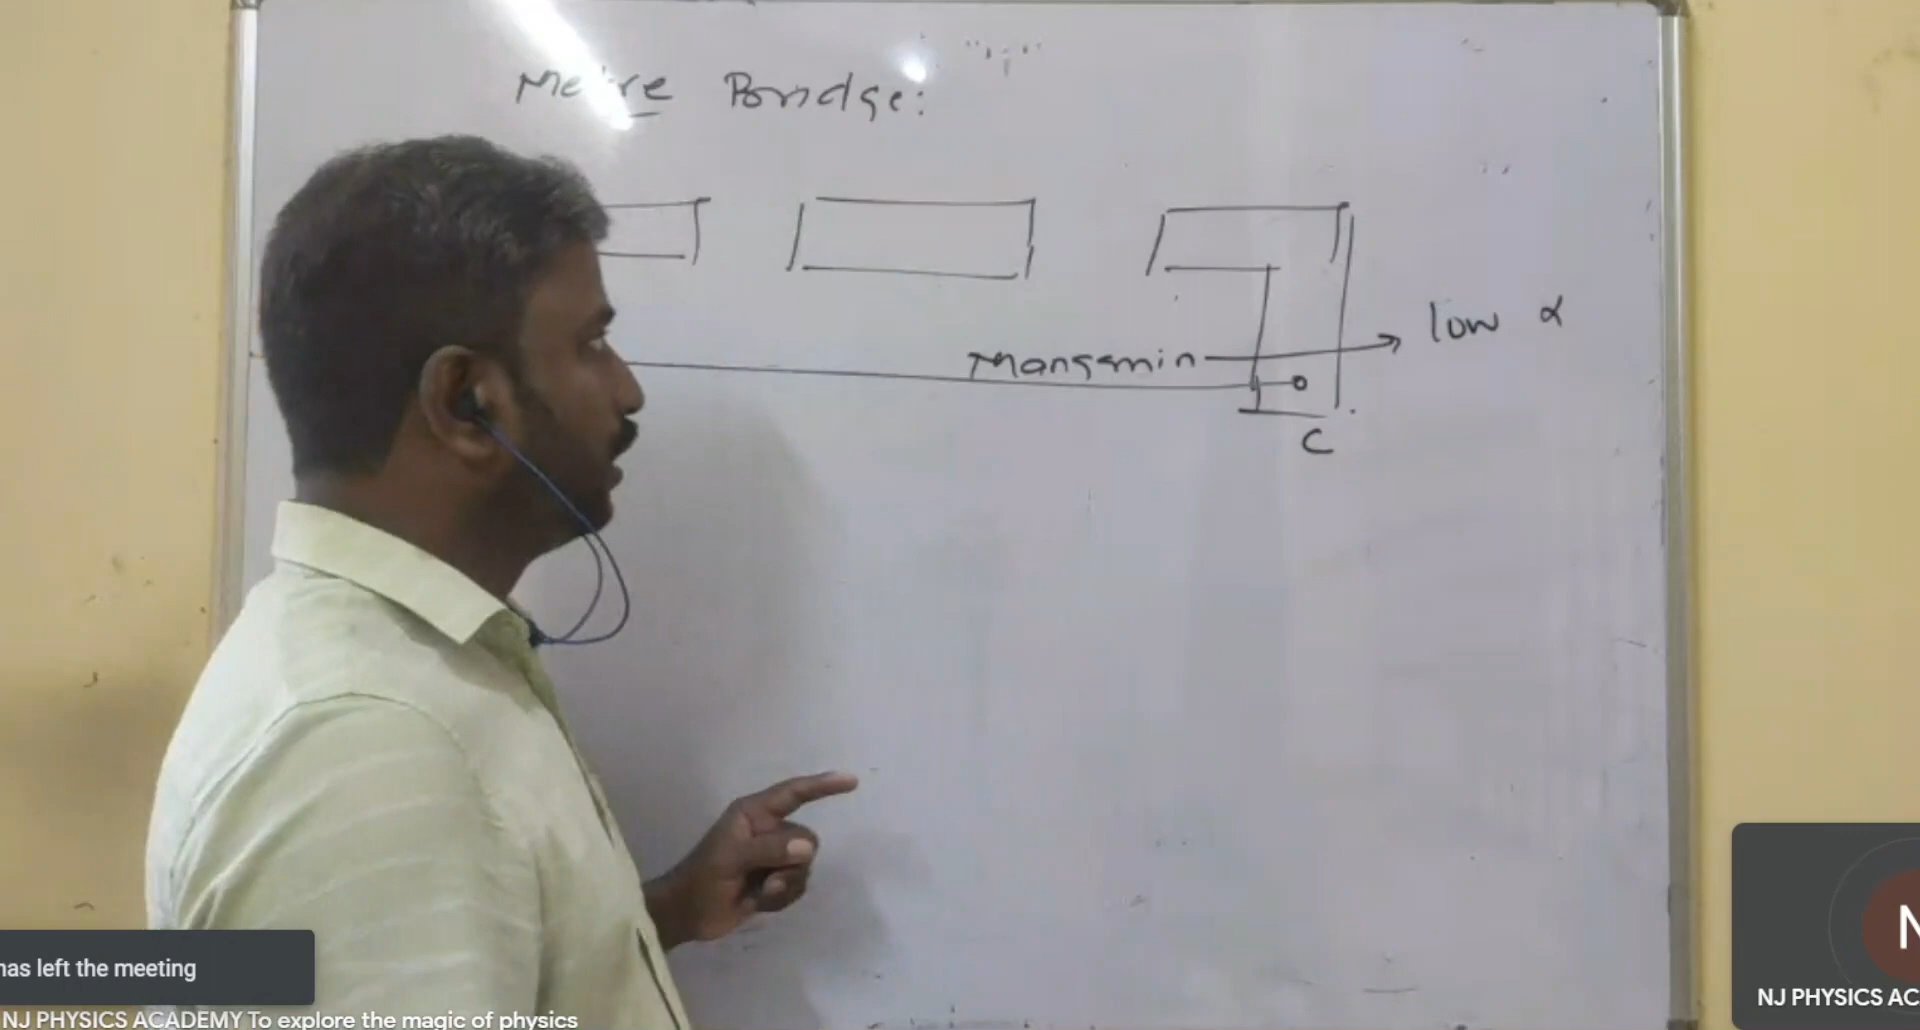 Metre Bridge:
Manganin → low α
C
has left the meeting
NJ PHYSICS AC
NJ PHYSICS ACADEMY To explore the magic of physics
N